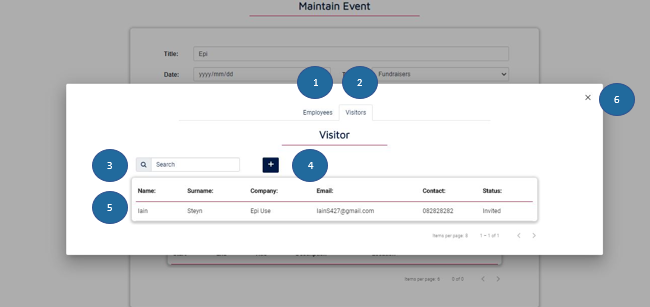 Maintain Event
Title: Epi
Date: yyyy/mm/dd Fundraisers
1 2
6
Employees Visitors
Visitor
3 Search + 4
Name: Surname: Company: Email: Contact: Status:
5 Iain Steyn Epi Use IainS427@gmail.com 082828282 Invited
Items per page: 5 1 – 1 of 1
Items per page: 5 0 of 0